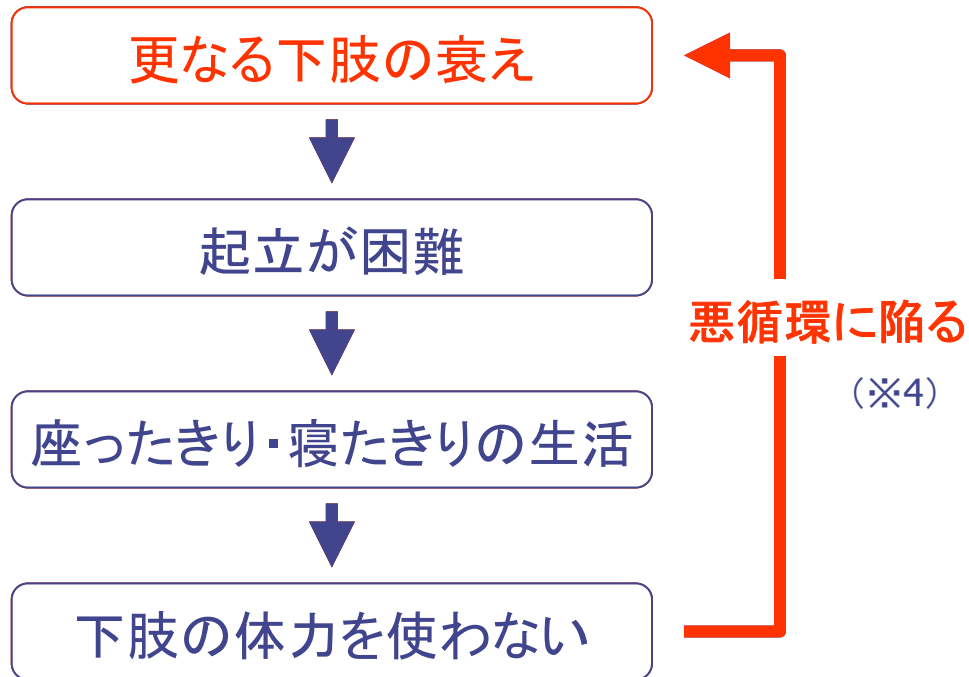 更なる下肢の衰え
起立が困難
悪循環に陥る
（※4）
座ったきり・寝たきりの生活
下肢の体力を使わない